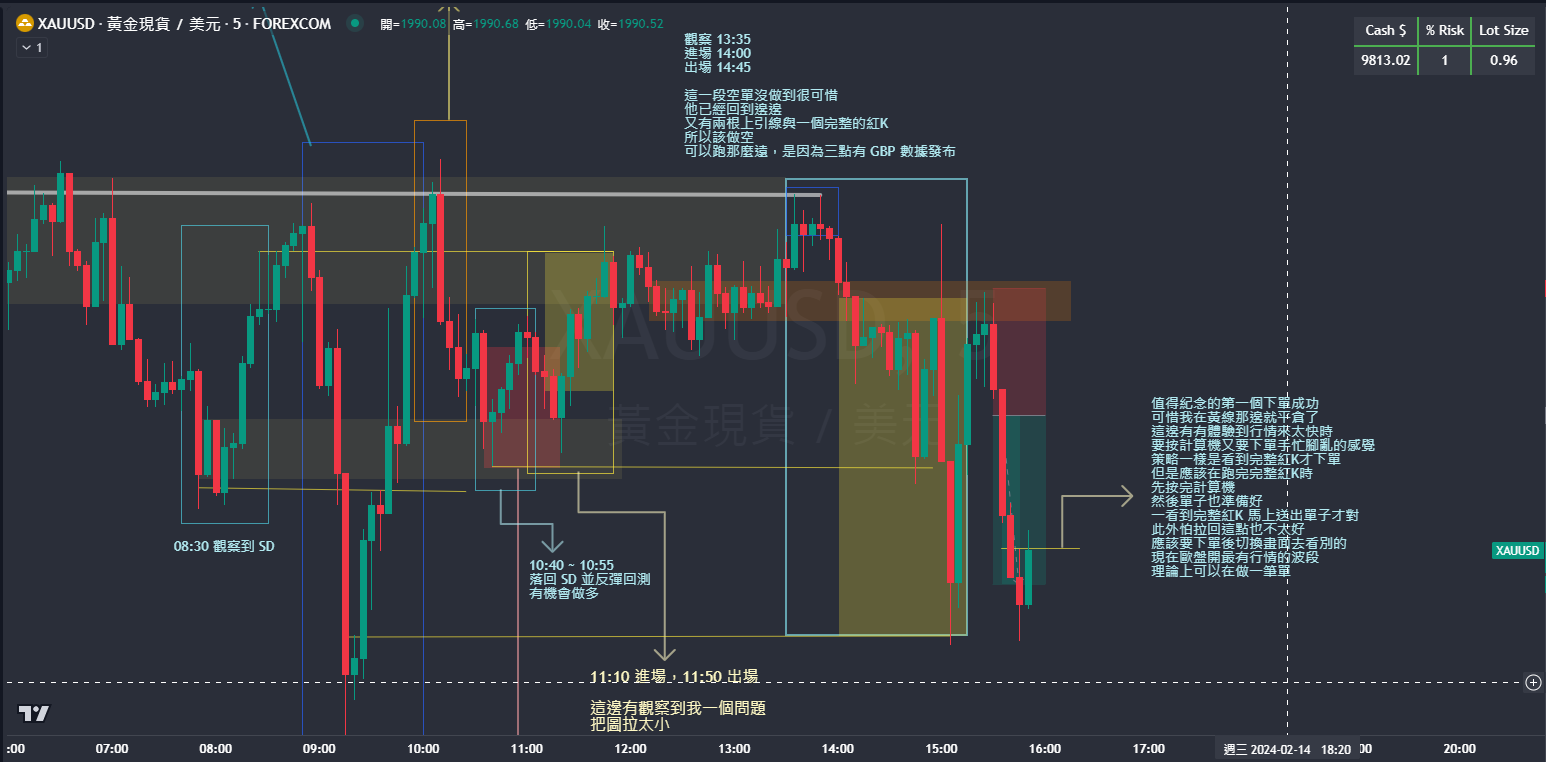 XAUUSD · 黃金現貨 / 美元 · 5 · FOREXCOM 開=1990.08 高=1990.68 低=1990.04 收=1990.52
1
Cash $ % Risk Lot Size
9813.02 1 0.96
觀察 13:35
進場 14:00
出場 14:45
這一段空單沒做到很可惜
他已經回到邊邊
又有兩根上引線與一個完整的紅K
所以該做空
可以跑那麼遠，是因為三點有 GBP 數據發布
XAUUSD, 5
黃金現貨 / 美元
值得紀念的第一個下單成功
可惜我在黃線那邊就平倉了
這邊有有體驗到行情來太快時
要按計算機又要下單手忙腳亂的感覺
策略一樣是看到完整紅K才下單
但是應該在跑完完整紅K時
先按完計算機
然後單子也準備好
一看到完整紅K 馬上送出單子才對
此外怕拉回這點也不太好
應該要下單後切換畫面去看別的
現在歐盤開最有行情的波段
理論上可以在做一筆單
XAUUSD
08:30 觀察到 SD
10:40 ~ 10:55
落回 SD 並反彈回測
有機會做多
11:10 進場，11:50 出場
這邊有觀察到我一個問題
把圖拉太小
:00 07:00 08:00 09:00 10:00 11:00 12:00 13:00 14:00 15:00 16:00 17:00 週三 2024-02-14 18:20 00 20:00